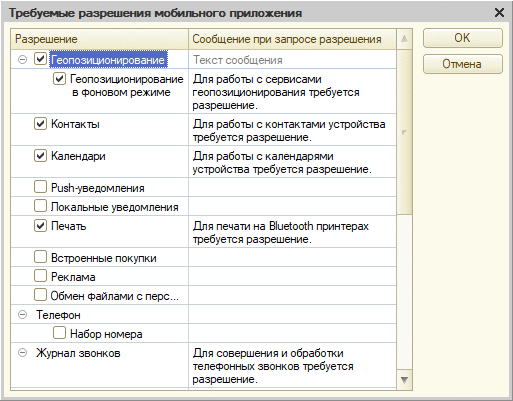 Требуемые разрешения мобильного приложения
Разрешение
Сообщение при запросе разрешения
OK
Отмена
Геопозиционирование
Текст сообщения
Геопозиционирование
в фоновом режиме
Для работы с сервисами
геопозиционирования требуется
разрешение.
Контакты
Для работы с контактами устройства
требуется разрешение.
Календари
Для работы с календарями
устройства требуется разрешение.
Push-уведомления
Локальные уведомления
Печать
Для печати на Bluetooth принтерах
требуется разрешение.
Встроенные покупки
Реклама
Обмен файлами с перс...
Телефон
Набор номера
Журнал звонков
Для совершения и обработки
телефонных звонков требуется
разрешение.